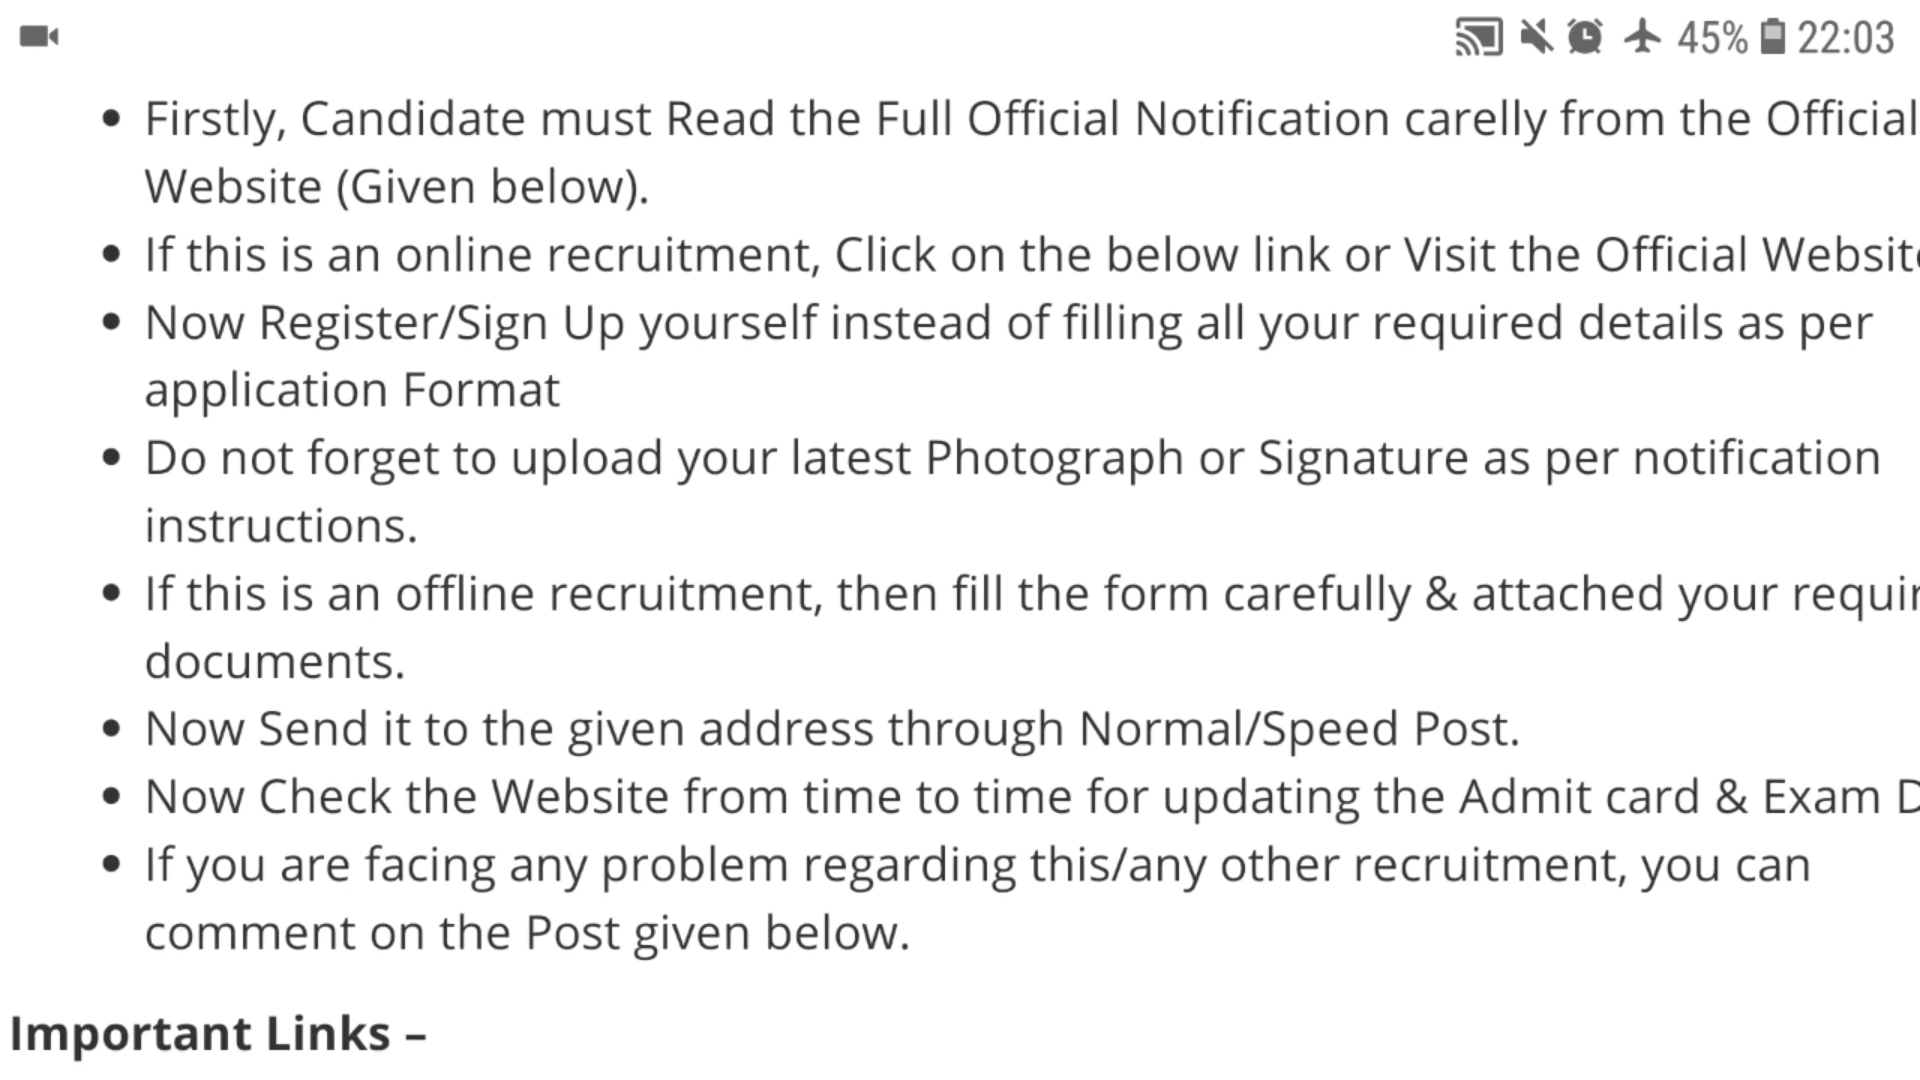 45% 22:03
Firstly, Candidate must Read the Full Official Notification carelly from the Official
Website (Given below).
If this is an online recruitment, Click on the below link or Visit the Official
Now Register/Sign Up yourself instead of filling all your required details as per
application Format
Do not forget to upload your latest Photograph or Signature as per notification
instructions.
If this is an offline recruitment, then fill the form carefully & attached your
documents.
Now Send it to the given address through Normal/Speed Post.
Now Check the Website from time to time for updating the Admit card & Exam
If you are facing any problem regarding this/any other recruitment, you can
comment on the Post given below.
Important Links –